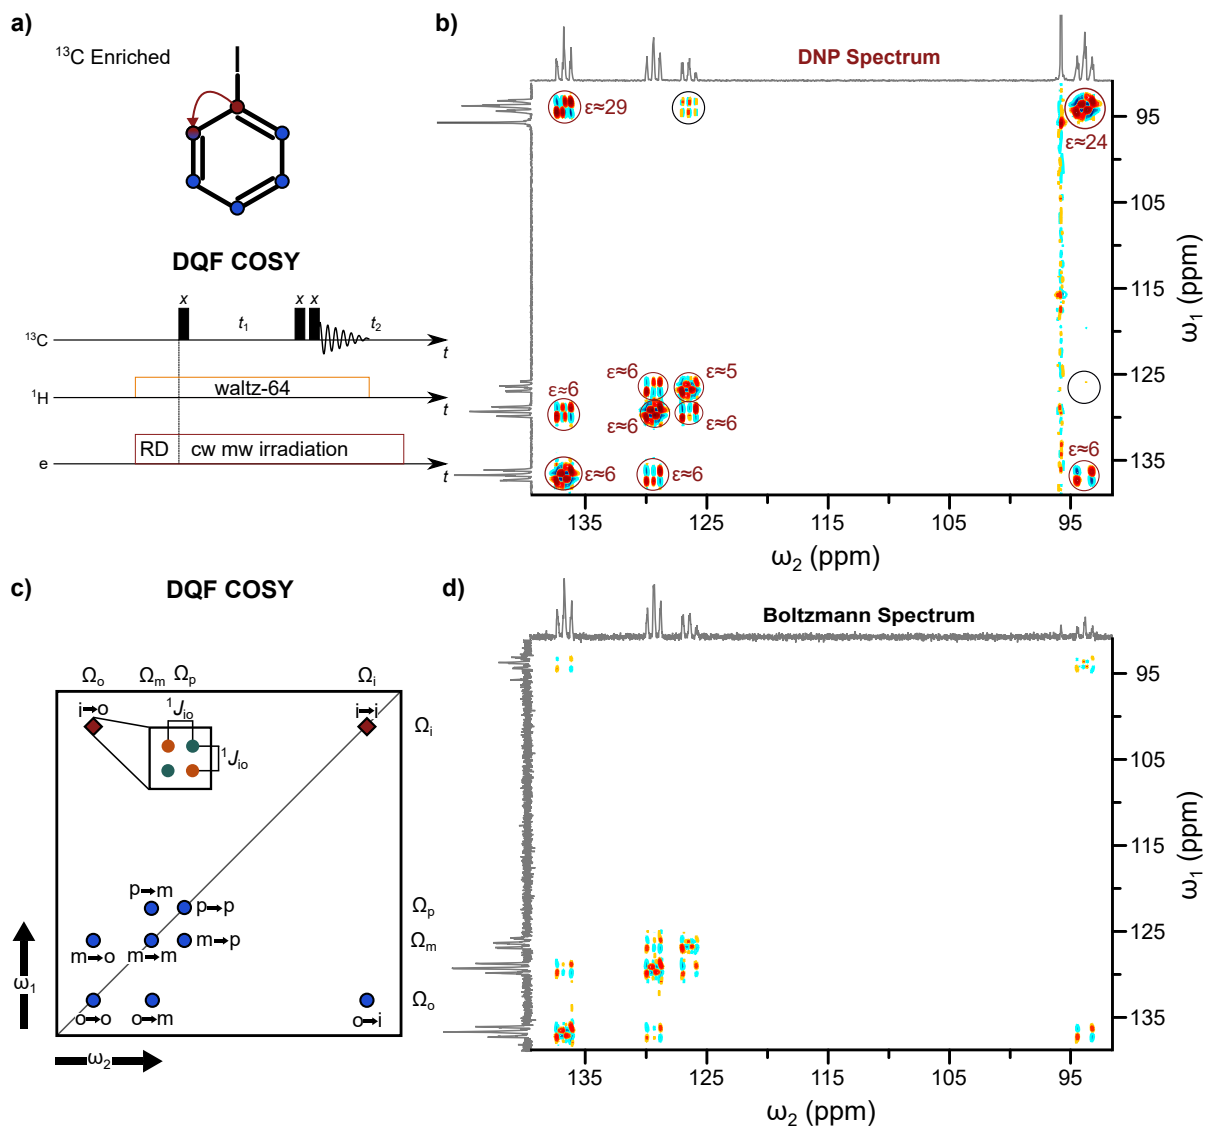 a)
¹³C Enriched
DQF COSY
x
x x
t₁
t₂
¹³C
t
waltz-64
¹H
t
RD
cw mw irradiation
e
t
b)
DNP Spectrum
ε≈29
ε≈24
ε≈6
ε≈5
ε≈6
ε≈6
ε≈6
ε≈6
ε≈6
ε≈6
95
105
115
125
135
ω₁ (ppm)
135
125
115
105
95
ω₂ (ppm)
c)
DQF COSY
Ω₀ Ωₘ Ωₚ Ωᵢ
i→o
i→i
¹Jᵢₒ
¹Jᵢₒ
Ωᵢ
p→m
p→p
Ωₚ
m→o
m→m
m→p
Ωₘ
o→o
o→m
o→i
Ωₒ
ω₁
ω₂
d)
Boltzmann Spectrum
95
105
115
125
135
ω₁ (ppm)
135
125
115
105
95
ω₂ (ppm)